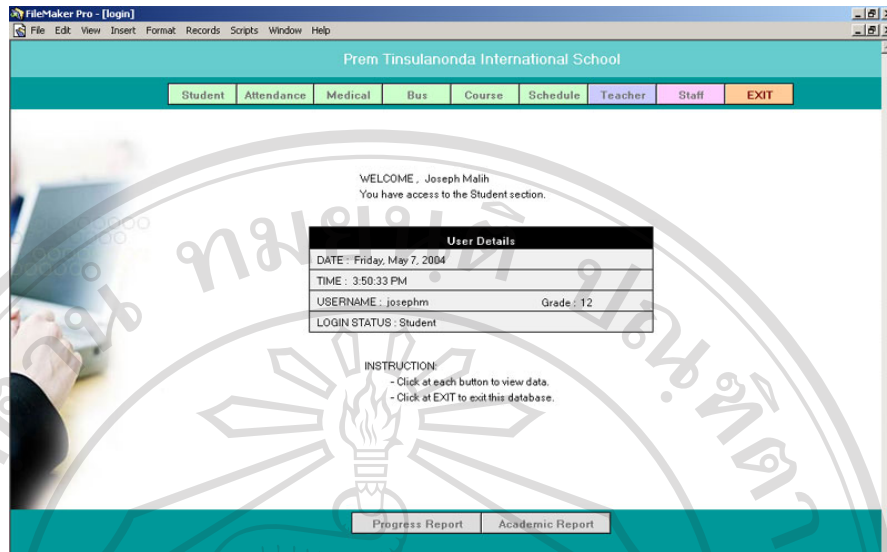 FileMaker Pro - [login]
File Edit View Insert Format Records Scripts Window Help
Prem Tinsulanonda International School
Student Attendance Medical Bus Course Schedule Teacher Staff EXIT
WELCOME , Joseph Malih
You have access to the Student section.
User Details
DATE : Friday, May 7, 2004
TIME : 3:50:33 PM
USERNAME : josephm Grade : 12
LOGIN STATUS : Student
INSTRUCTION:
- Click at each button to view data.
- Click at EXIT to exit this database.
Progress Report Academic Report